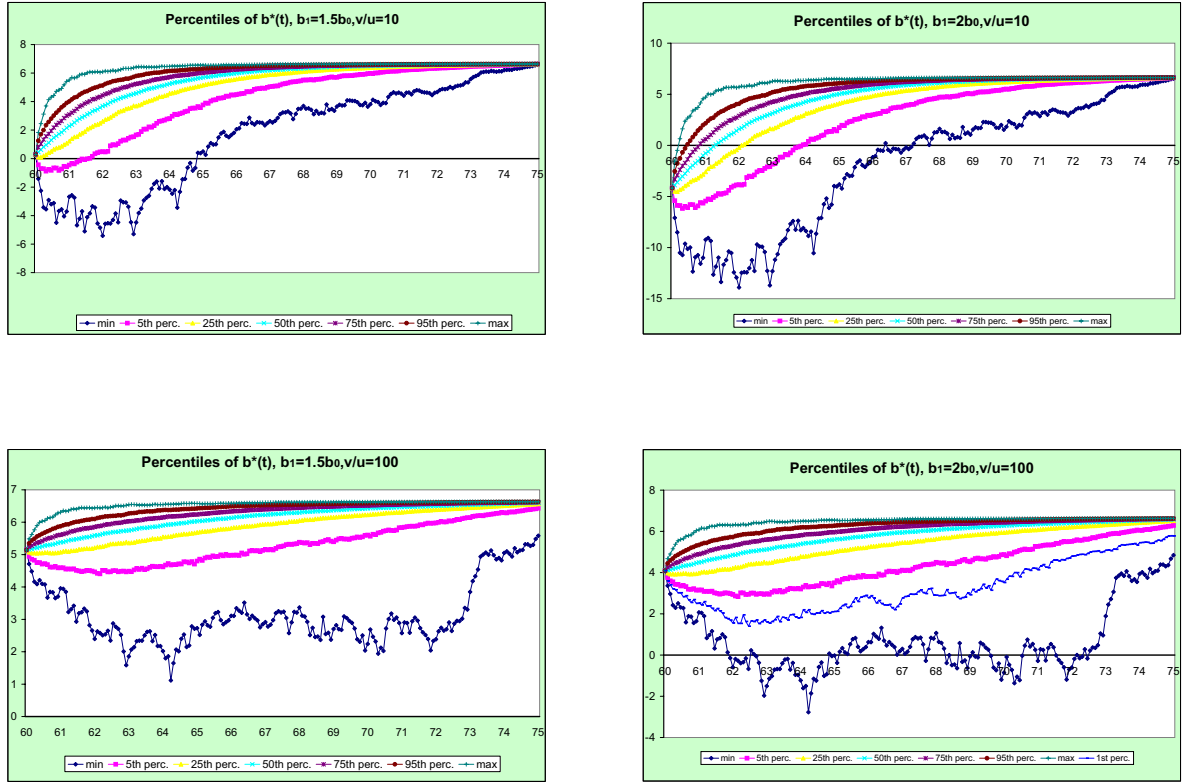 Percentiles of b*(t), b₁=1.5b₀,v/u=10
8
6
4
2
0
-2
-4
-6
-8
60 61 62 63 64 65 66 67 68 69 70 71 72 73 74 75
min 5th perc. 25th perc. 50th perc. 75th perc. 95th perc. max
Percentiles of b*(t), b₁=2b₀,v/u=10
10
5
0
-5
-10
-15
60 61 62 63 64 65 66 67 68 69 70 71 72 73 74 75
min 5th perc. 25th perc. 50th perc. 75th perc. 95th perc. max
Percentiles of b*(t), b₁=1.5b₀,v/u=100
7
6
5
4
3
2
1
0
60 61 62 63 64 65 66 67 68 69 70 71 72 73 74 75
min 5th perc. 25th perc. 50th perc. 75th perc. 95th perc. max
Percentiles of b*(t), b₁=2b₀,v/u=100
8
6
4
2
0
-2
-4
60 61 62 63 64 65 66 67 68 69 70 71 72 73 74 75
min 5th perc. 25th perc. 50th perc. 75th perc. 95th perc. max 1st perc.